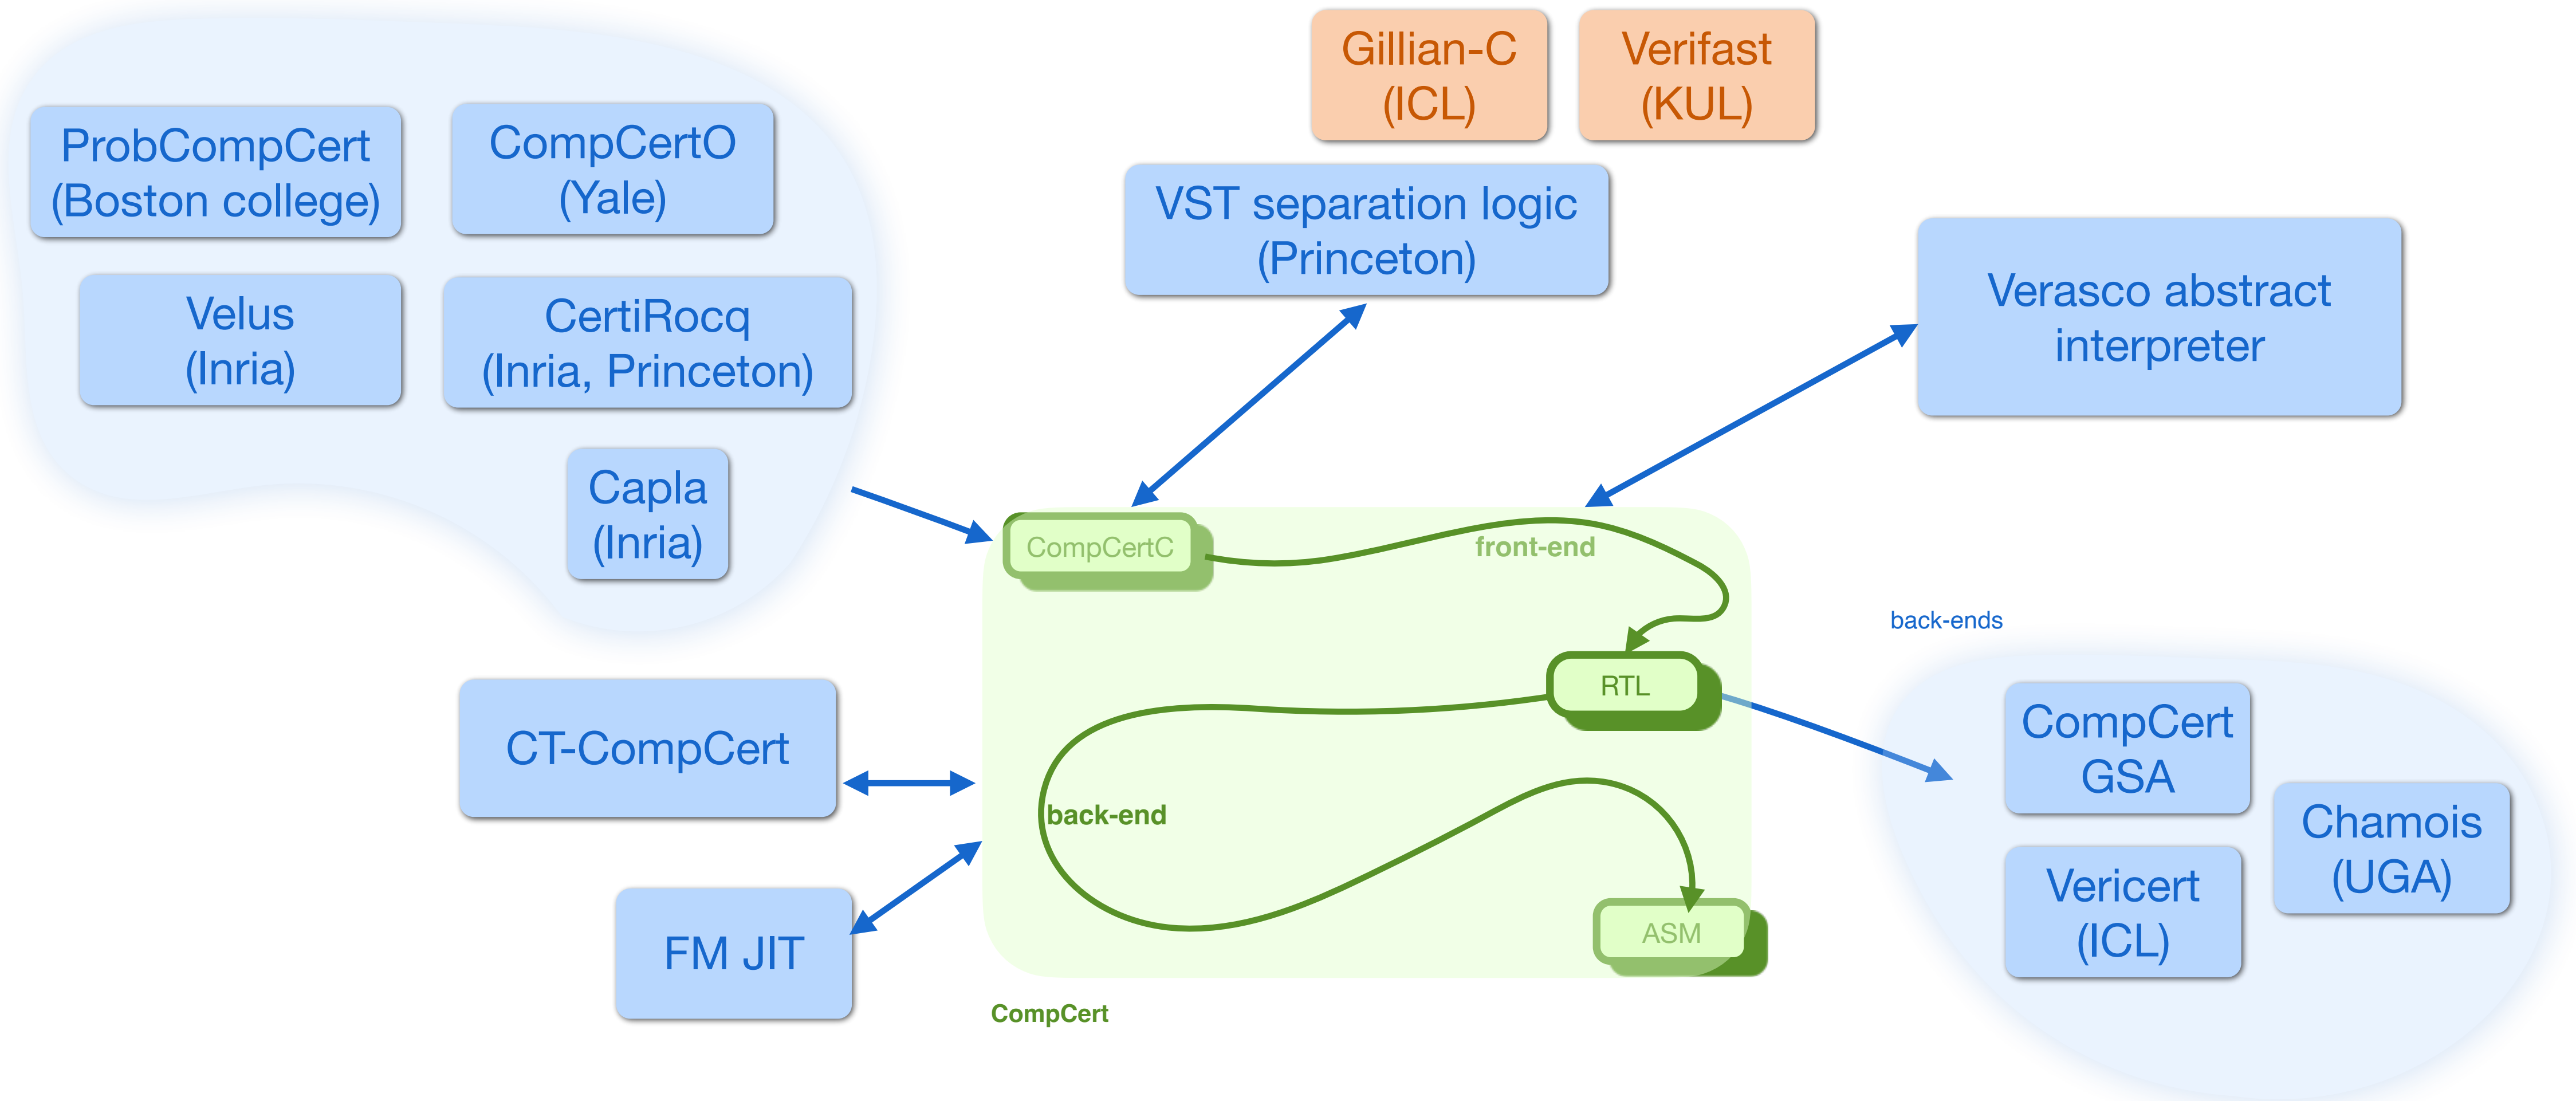 Gillian-C
(ICL)
Verifast
(KUL)
ProbCompCert
(Boston college)
CompCertO
(Yale)
VST separation logic
(Princeton)
Velus
(Inria)
CertiRocq
(Inria, Princeton)
Verasco abstract
interpreter
Capla
(Inria)
CompCertC
front-end
back-ends
RTL
CT-CompCert
back-end
CompCert
GSA
Chamois
(UGA)
Vericert
(ICL)
FM JIT
ASM
CompCert